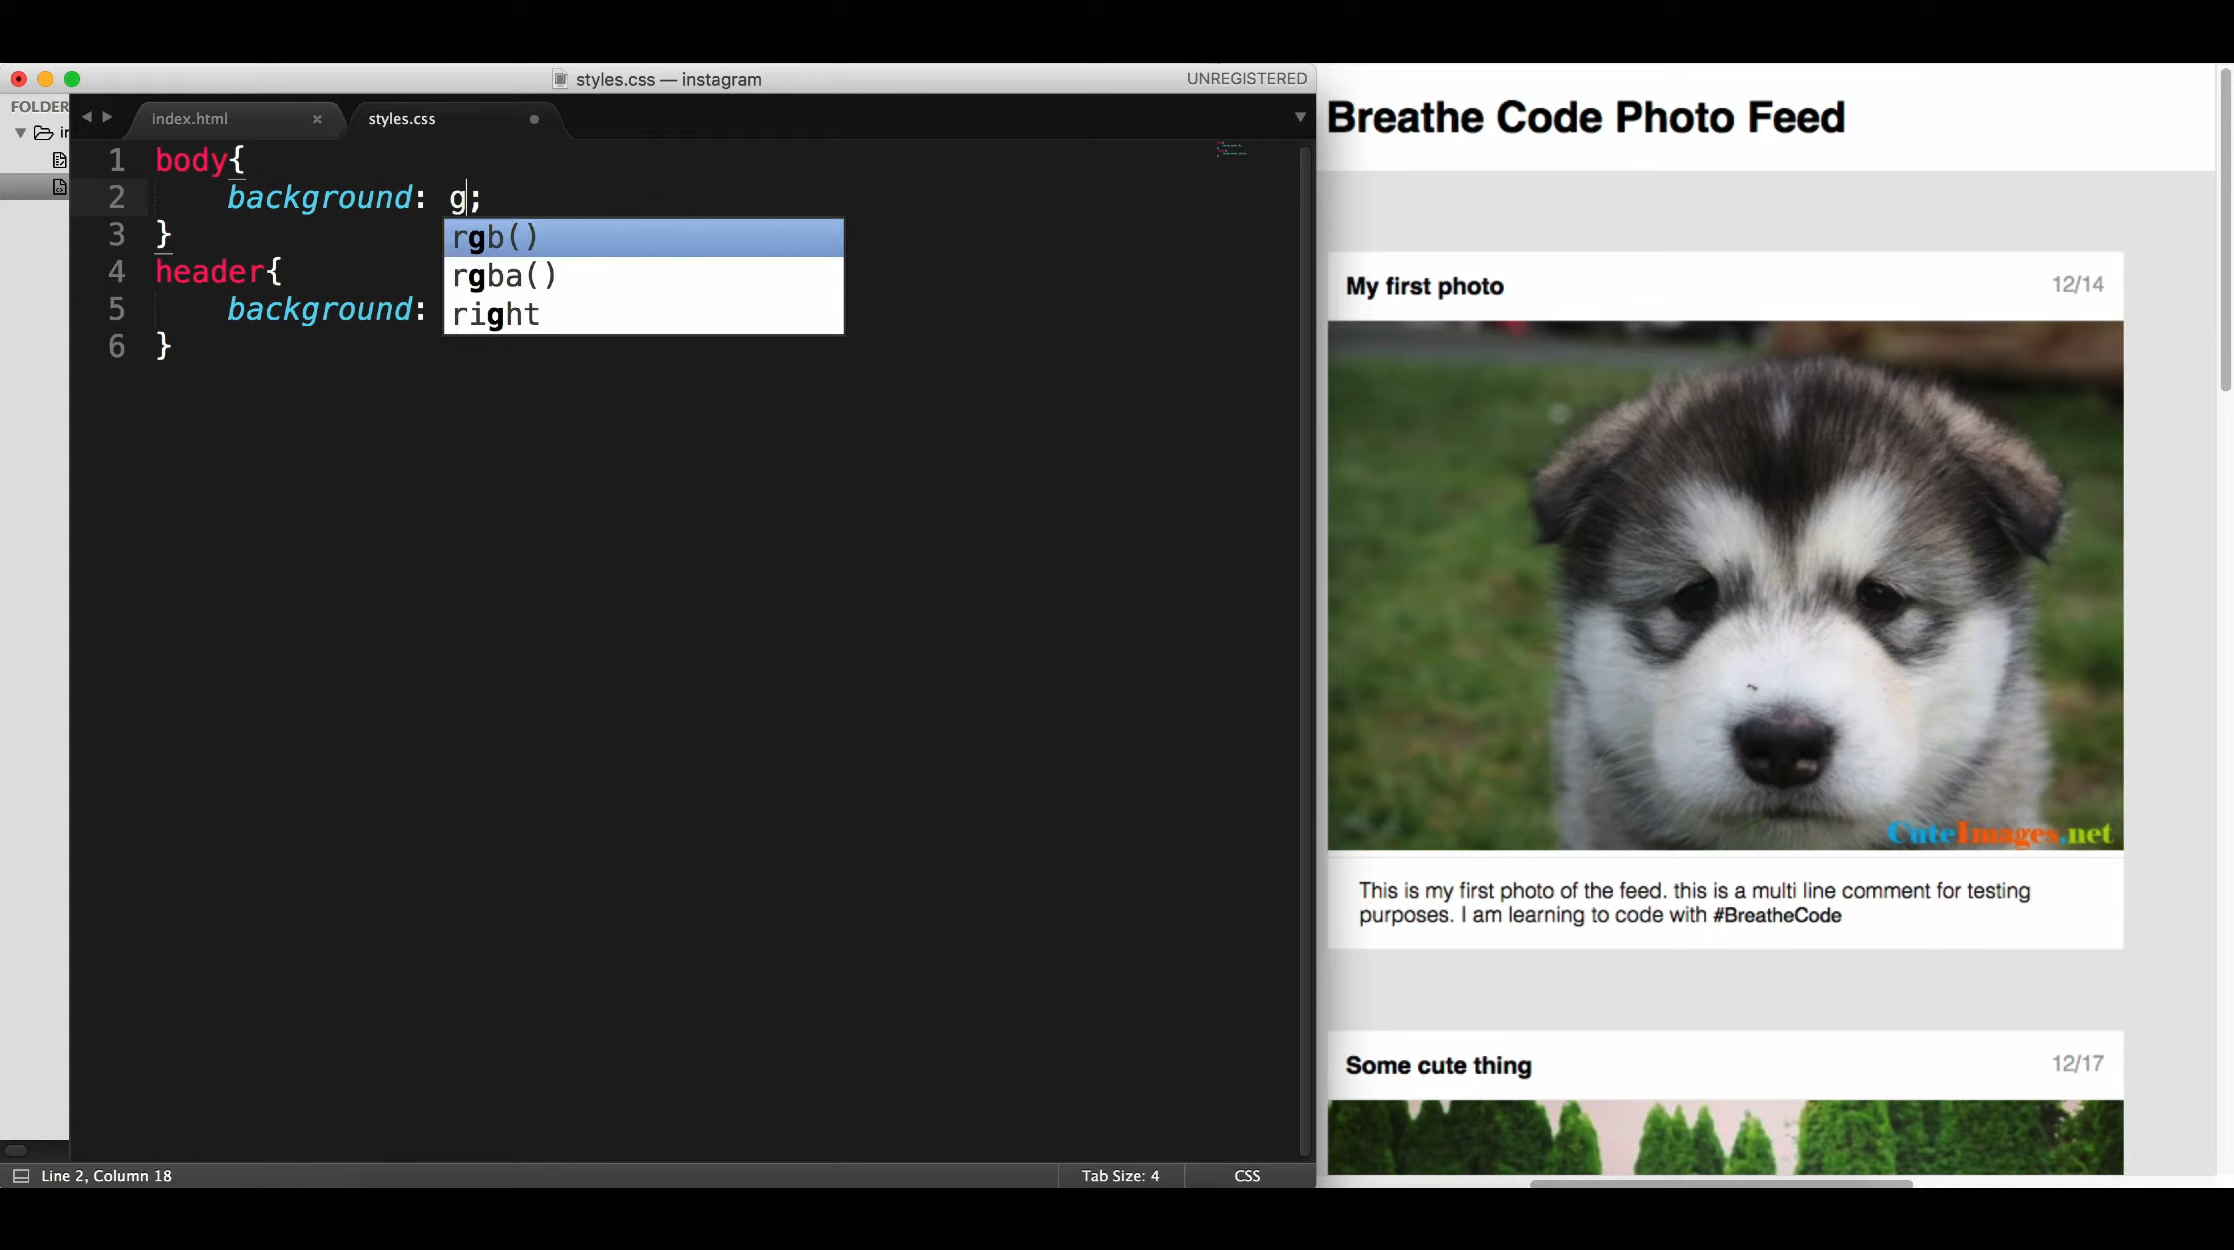 styles.css — instagram
UNREGISTERED
FOLDER
index.html
styles.css
1 body{
2 background: g;
3 }
4 header{
5 background:
6 }
rgb()
rgba()
right
Line 2, Column 18
Tab Size: 4
CSS
Breathe Code Photo Feed
My first photo
12/14
CuteImages.net
This is my first photo of the feed. this is a multi line comment for testing
purposes. I am learning to code with #BreatheCode
Some cute thing
12/17